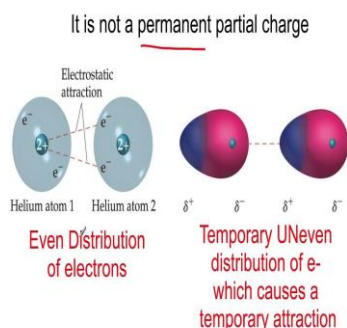 It is not a permanent partial charge
Electrostatic
attraction
e⁻
e⁻
2+
2+
e⁻
e⁻
Helium atom 1
Helium atom 2
δ⁺
δ⁻
δ⁺
δ⁻
Even Distribution
of electrons
Temporary UNeven
distribution of e-
which causes a
temporary attraction